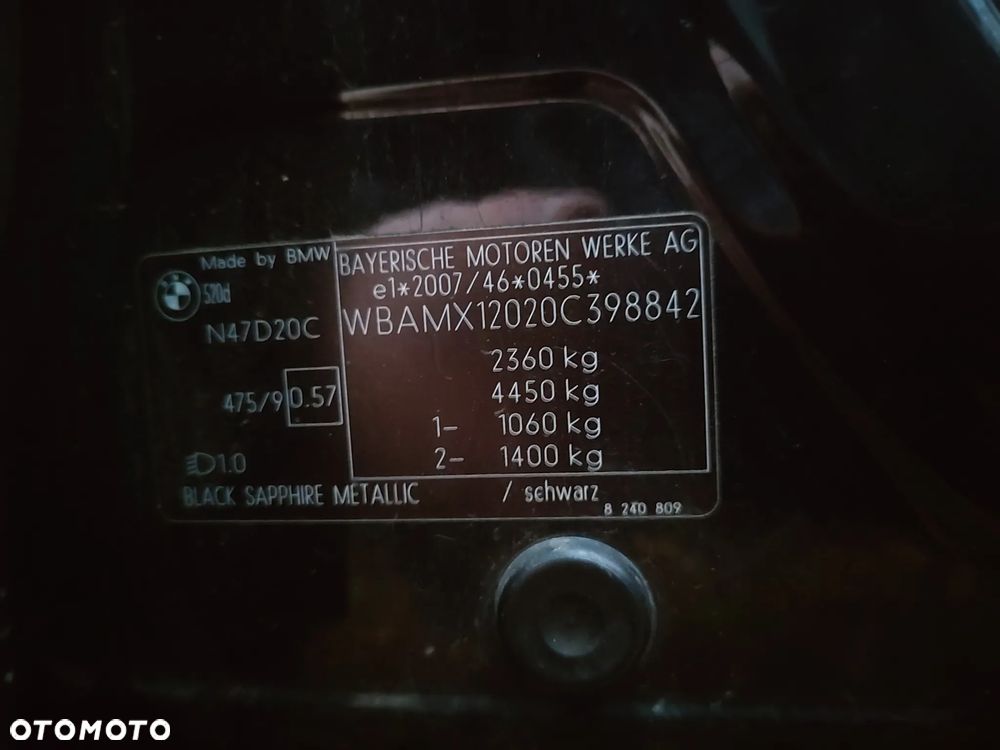 Made by BMW
BAYERISCHE MOTOREN WERKE AG
520d
e1*2007/46*0455*
N47D20C
WBAMX12020C398842
2360 kg
475/9 0.57
4450 kg
1- 1060 kg
2- 1400 kg
1.0
BLACK SAPPHIRE METALLIC / schwarz
8 240 809
OTOMOTO